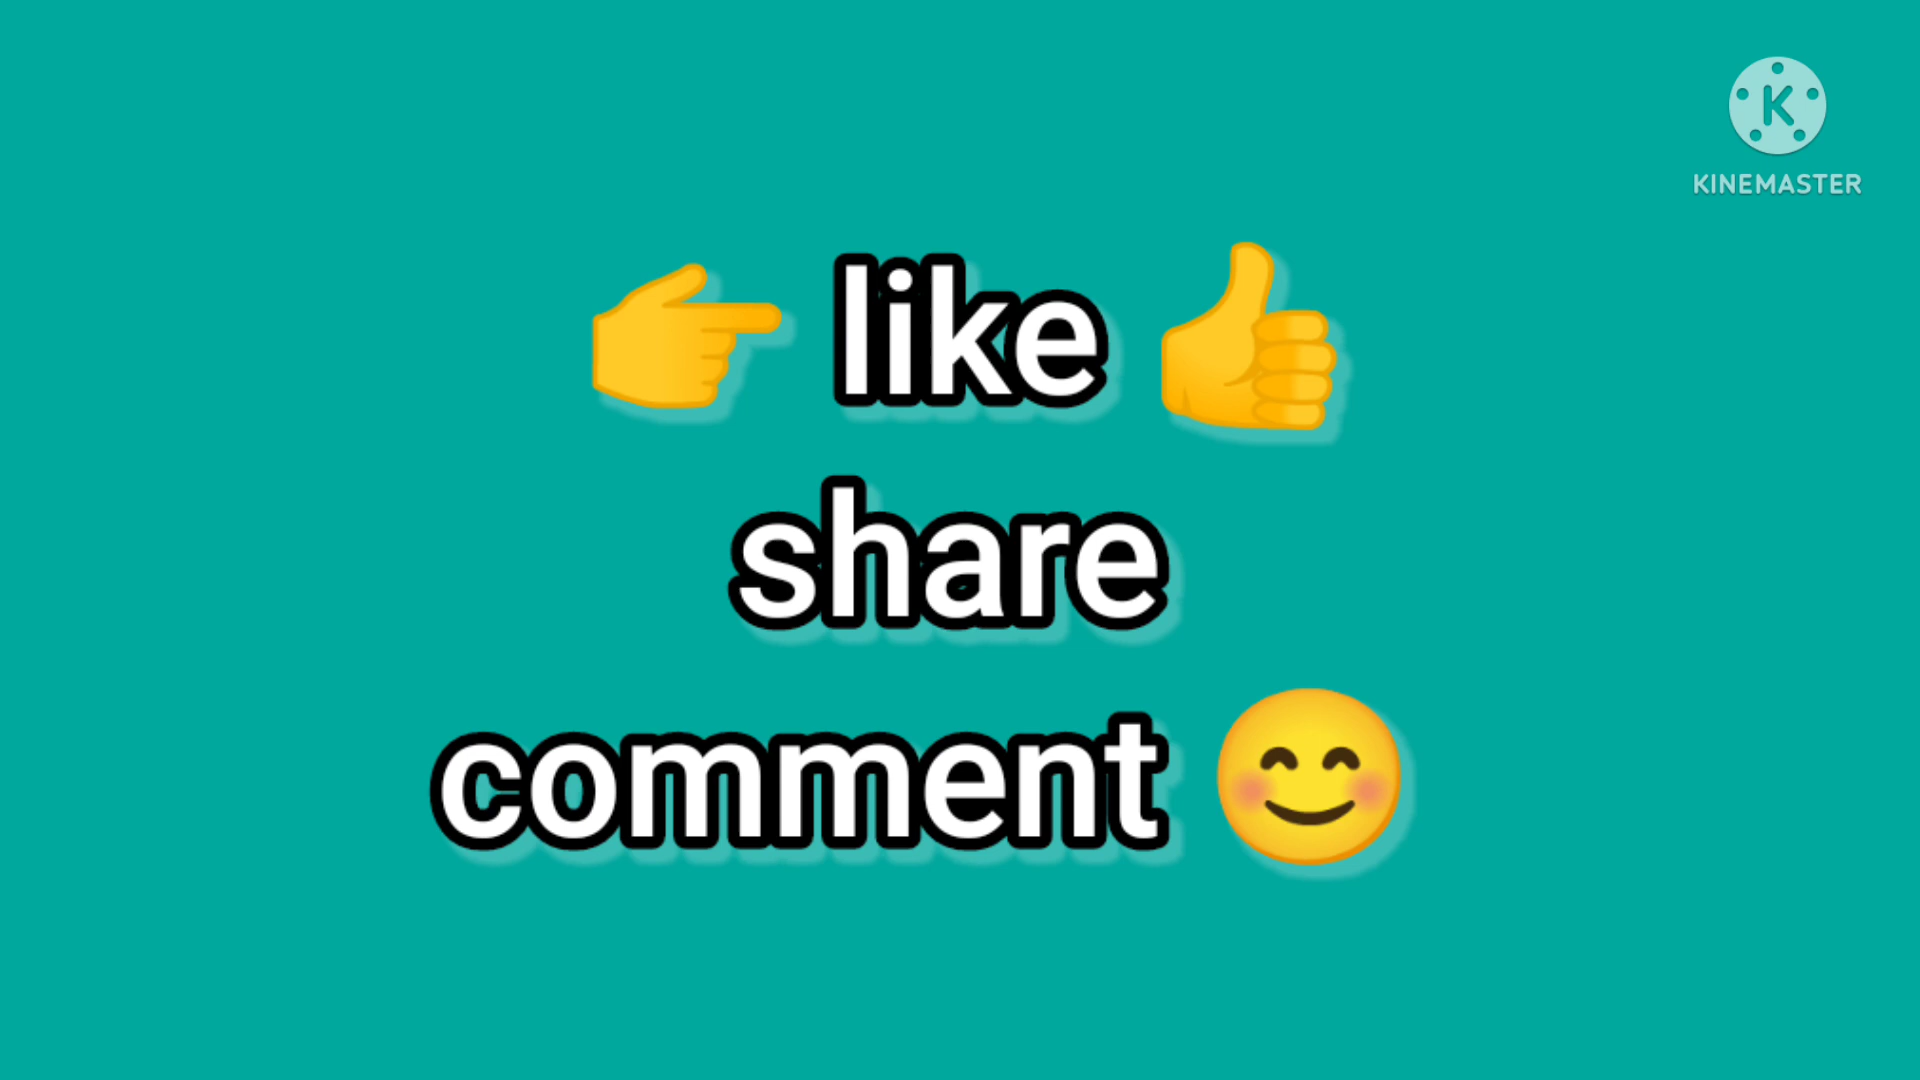 K
KINEMASTER
👉 like 👍
share
comment 😊